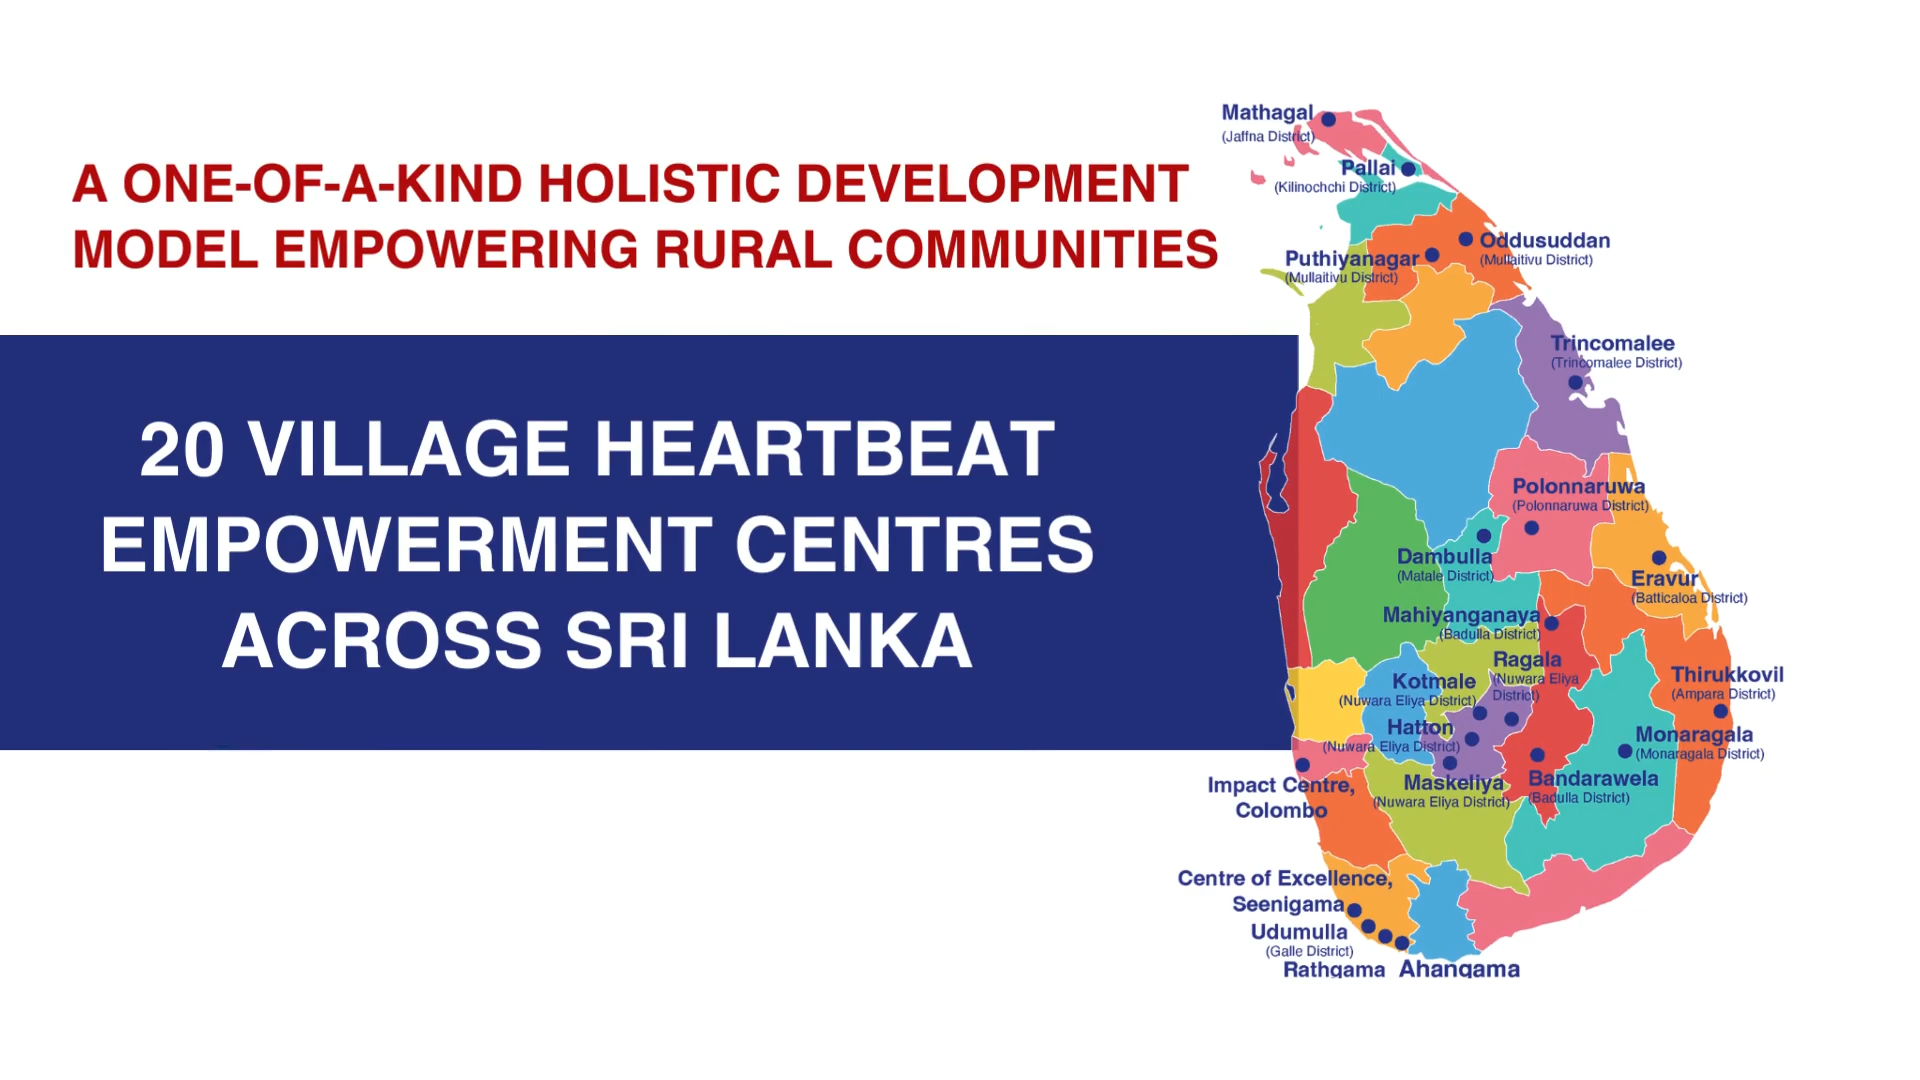 A ONE-OF-A-KIND HOLISTIC DEVELOPMENT
MODEL EMPOWERING RURAL COMMUNITIES
20 VILLAGE HEARTBEAT
EMPOWERMENT CENTRES
ACROSS SRI LANKA
Mathagal
(Jaffna District)
Pallai
(Kilinochchi District)
Oddusuddan
(Mullaitivu District)
Puthiyanagar
(Mullaitivu District)
Trincomalee
(Trincomalee District)
Polonnaruwa
(Polonnaruwa District)
Dambulla
(Matale District)
Eravur
(Batticaloa District)
Mahiyanganaya
(Badulla District)
Ragala
(Nuwara Eliya
District)
Kotmale
(Nuwara Eliya District)
Thirukkovil
(Ampara District)
Hatton
(Nuwara Eliya District)
Monaragala
(Monaragala District)
Maskeliya
(Nuwara Eliya District)
Bandarawela
(Badulla District)
Impact Centre,
Colombo
Centre of Excellence,
Seenigama
Udumulla
(Galle District)
Rathgama
Ahangama